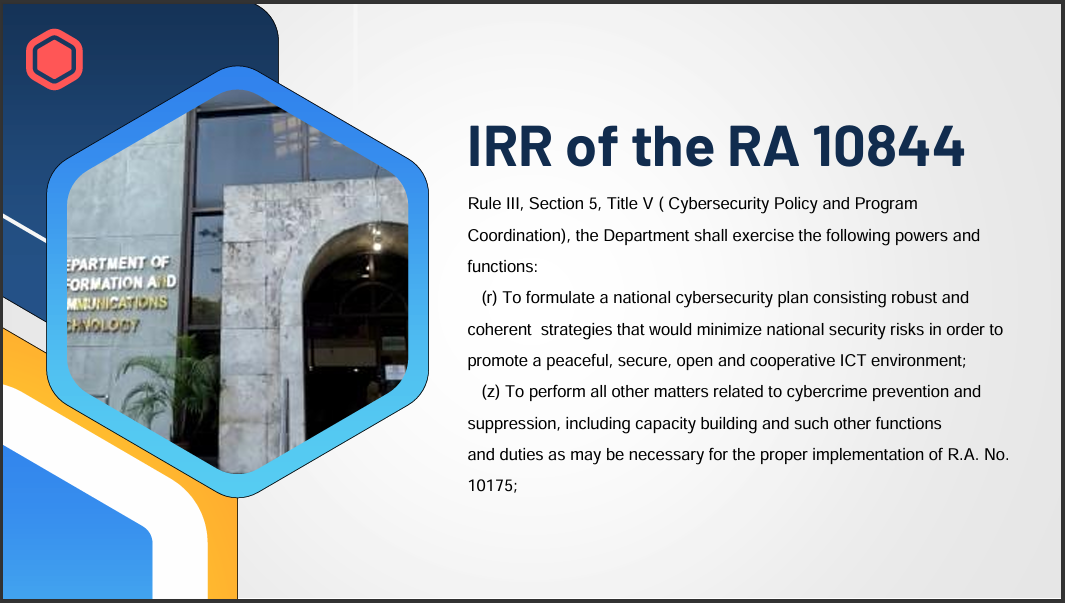 EPARTMENT OF
FORMATION AND
MMUNICATIONS
CHNOLOGY
IRR of the RA 10844
Rule III, Section 5, Title V ( Cybersecurity Policy and Program
Coordination), the Department shall exercise the following powers and
functions:
(r) To formulate a national cybersecurity plan consisting robust and
coherent  strategies that would minimize national security risks in order to
promote a peaceful, secure, open and cooperative ICT environment;
(z) To perform all other matters related to cybercrime prevention and
suppression, including capacity building and such other functions
and duties as may be necessary for the proper implementation of R.A. No.
10175;